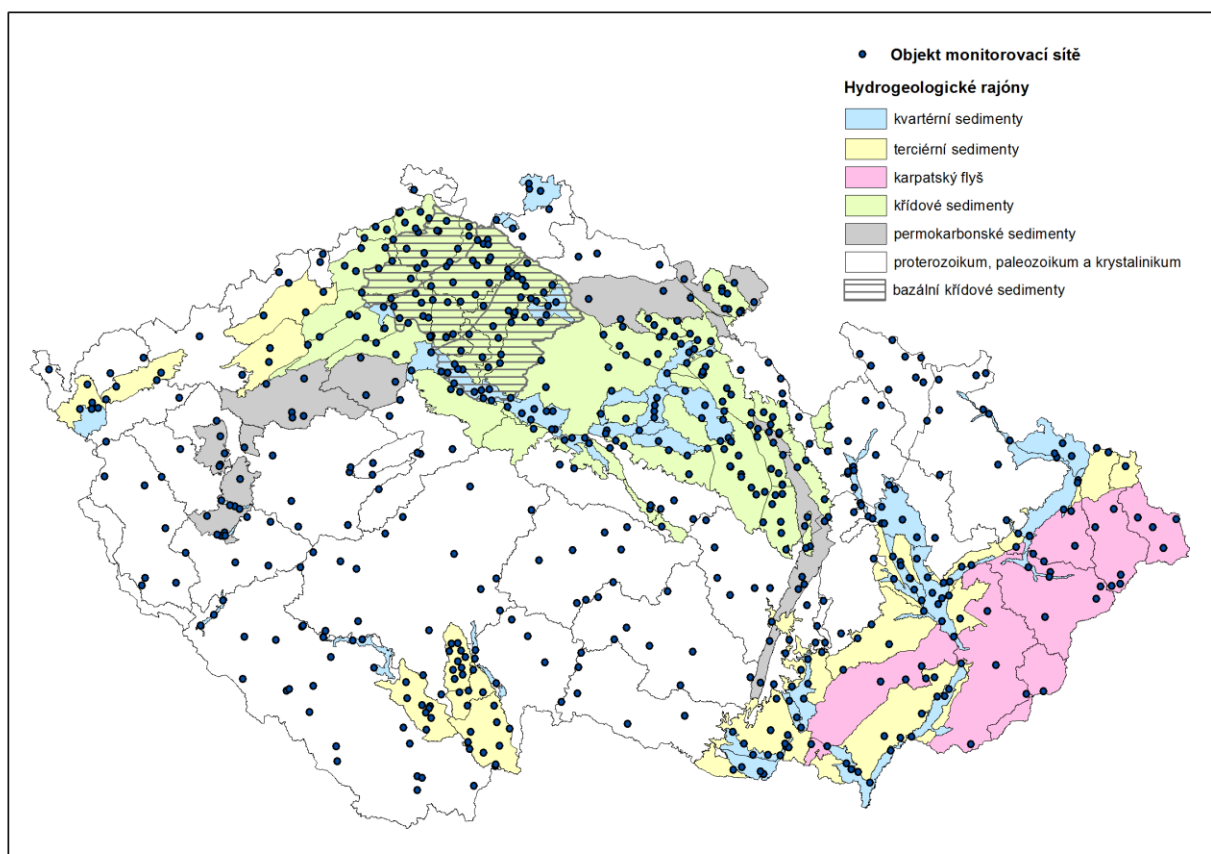 Objekt monitorovací sítě
Hydrogeologické rajóny
kvartérní sedimenty
terciérní sedimenty
karpatský flyš
křídové sedimenty
permokarbonské sedimenty
proterozoikum, paleozoikum a krystalinikum
bazální křídové sedimenty